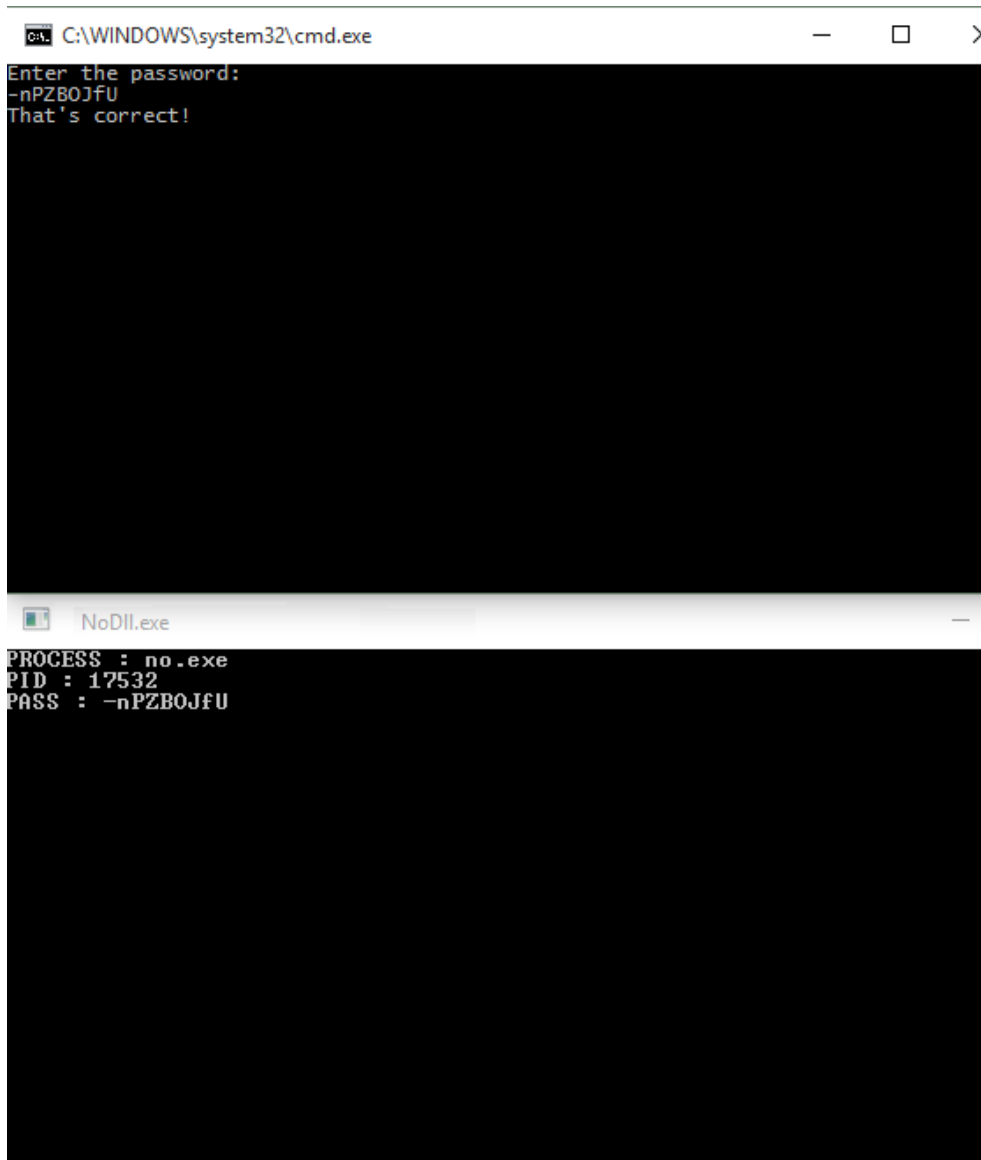 C:\WINDOWS\system32\cmd.exe
Enter the password:
-nPZBOJfU
That's correct!
NoDll.exe
PROCESS : no.exe
PID : 17532
PASS : -nPZBOJfU